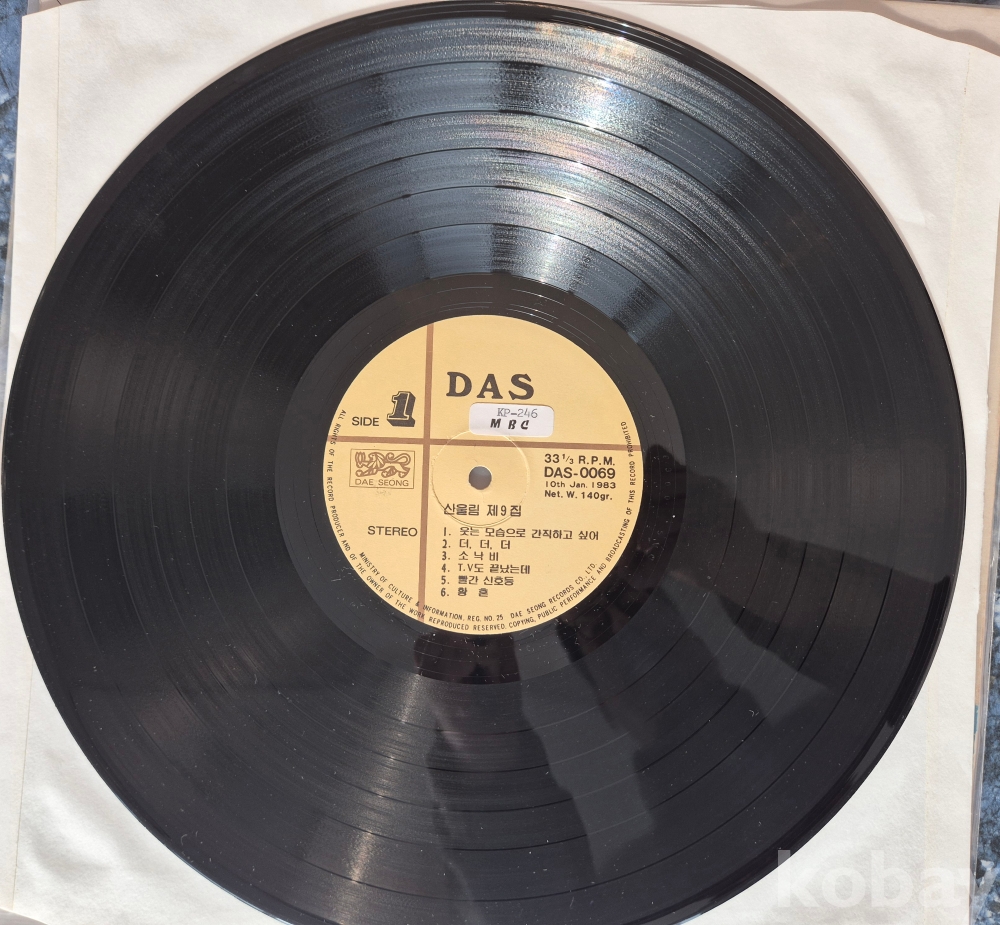 DAS
KP-246
MBC
SIDE 1
33 1/3 R.P.M.
DAS-0069
10th Jan. 1983
Net. W. 140gr.
DAE SEONG
산울림 제9집
STEREO
1. 웃는 모습으로 간직하고 싶어
2. 더, 더, 더
3. 소 낙 비
4. T.V도 끝났는데
5. 빨간 신호등
6. 황 혼
MINISTRY OF CULTURE & INFORMATION, REG. NO. 25 DAE SEONG RECORDS CO., LTD.
ALL RIGHTS OF THE RECORD PRODUCER AND OF THE OWNER OF THE WORK REPRODUCED RESERVED. COPYING, PUBLIC PERFORMANCE AND BROADCASTING OF THIS RECORD PROHIBITED
kobay